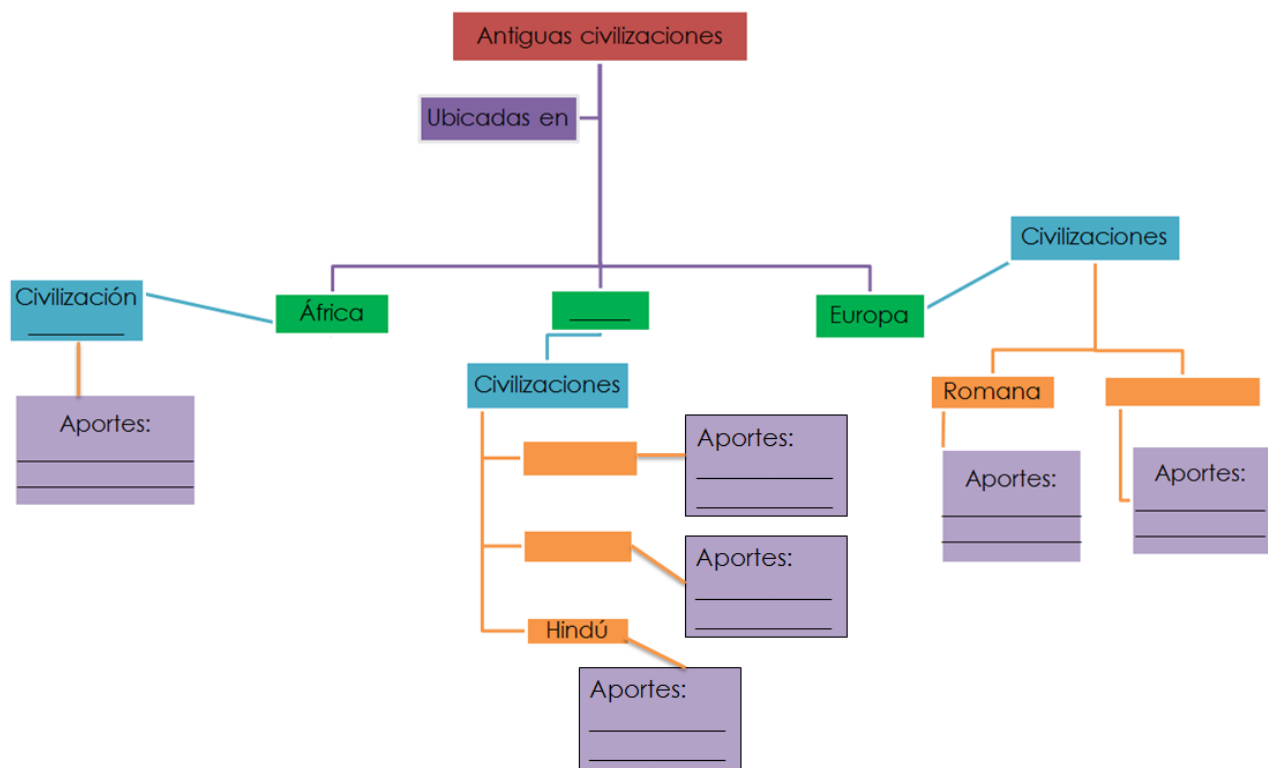 Antiguas civilizaciones
Ubicadas en
Civilizaciones
Civilización
África
Europa
Civilizaciones
Romana
Aportes:
Aportes:
Aportes:
Aportes:
Aportes:
Hindú
Aportes: